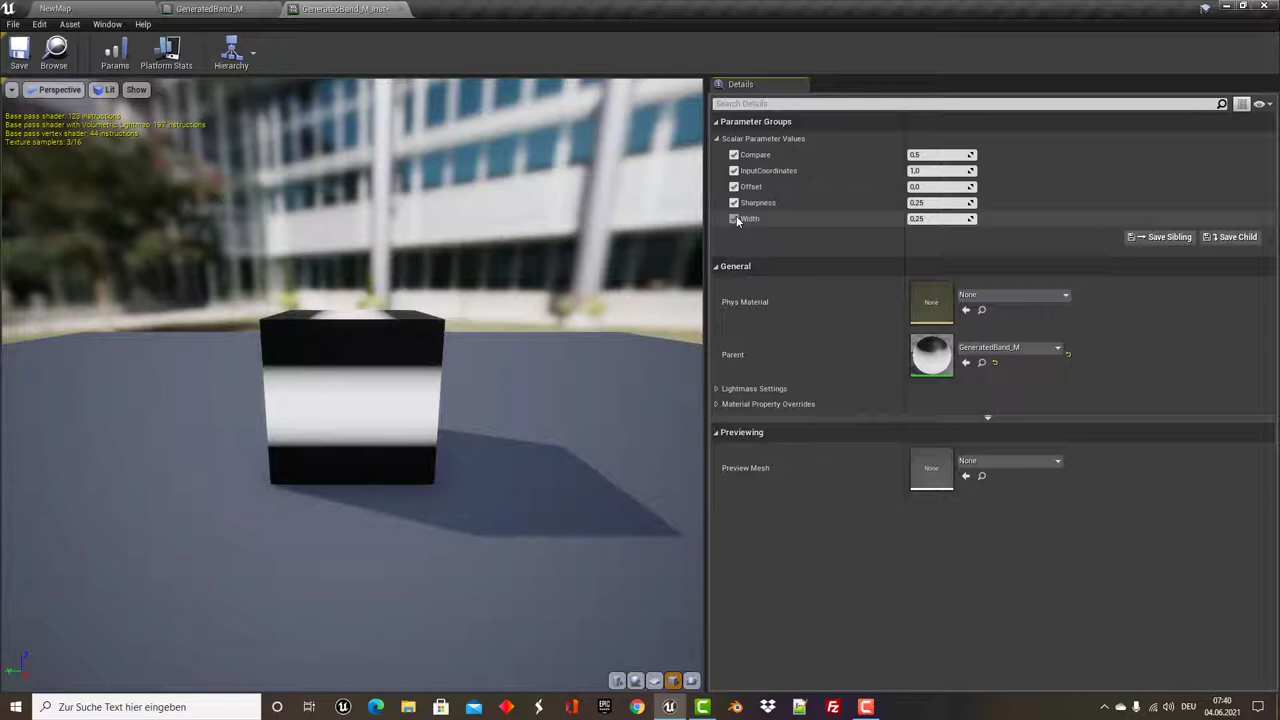 NewMap
GeneratedBand_M
GeneratedBand_M_Inst*
File Edit Asset Window Help
Save Browse Params Platform Stats Hierarchy
Perspective Lit Show
Base pass shader: 123 instructions
Base pass shader with Volumetric Lightmap: 197 instructions
Base pass vertex shader: 44 instructions
Texture samplers: 3/16
Details
Search Details
Parameter Groups
Scalar Parameter Values
Compare 0,5
InputCoordinates 1,0
Offset 0,0
Sharpness 0,25
Width 0,25
Save Sibling Save Child
General
Phys Material None None
Parent GeneratedBand_M
Lightmass Settings
Material Property Overrides
Previewing
Preview Mesh None None
Zur Suche Text hier eingeben
DEU
07:40
04.06.2021